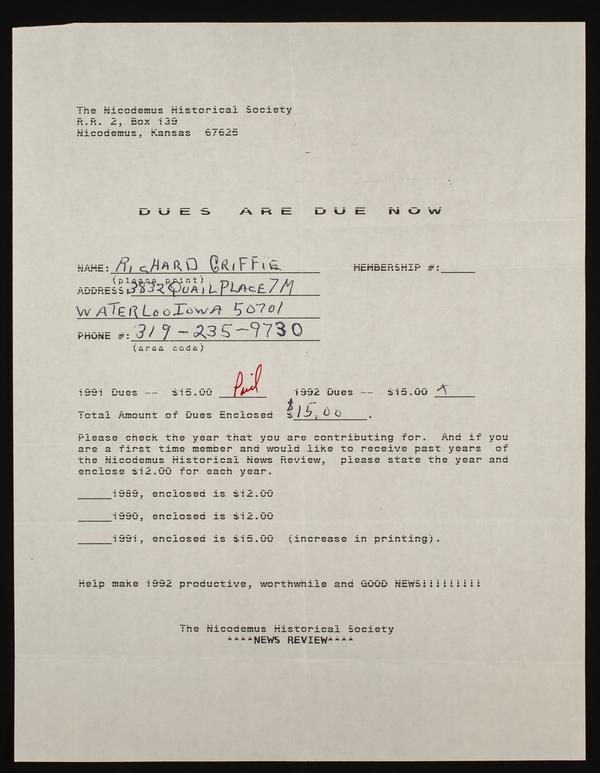 The Nicodemus Historical Society
R.R. 2, Box 139
Nicodemus, Kansas 67625
DUES ARE DUE NOW
NAME: RICHARD GRIFFIE MEMBERSHIP #:_____
(please print)
ADDRESS: 3832 QUAIL PLACE 7M
WATERLOO IOWA 50701
PHONE #: 319-235-9730
(area code)
1991 Dues -- $15.00 Paid 1992 Dues -- $15.00 x
Total Amount of Dues Enclosed $ $15.00.
Please check the year that you are contributing for. And if you
are a first time member and would like to receive past years of
the Nicodemus Historical News Review, please state the year and
enclose $12.00 for each year.
_____1989, enclosed is $12.00
_____1990, enclosed is $12.00
_____1991, enclosed is $15.00 (increase in printing).
Help make 1992 productive, worthwhile and GOOD NEWS!!!!!!!!!
The Nicodemus Historical Society
****NEWS REVIEW****